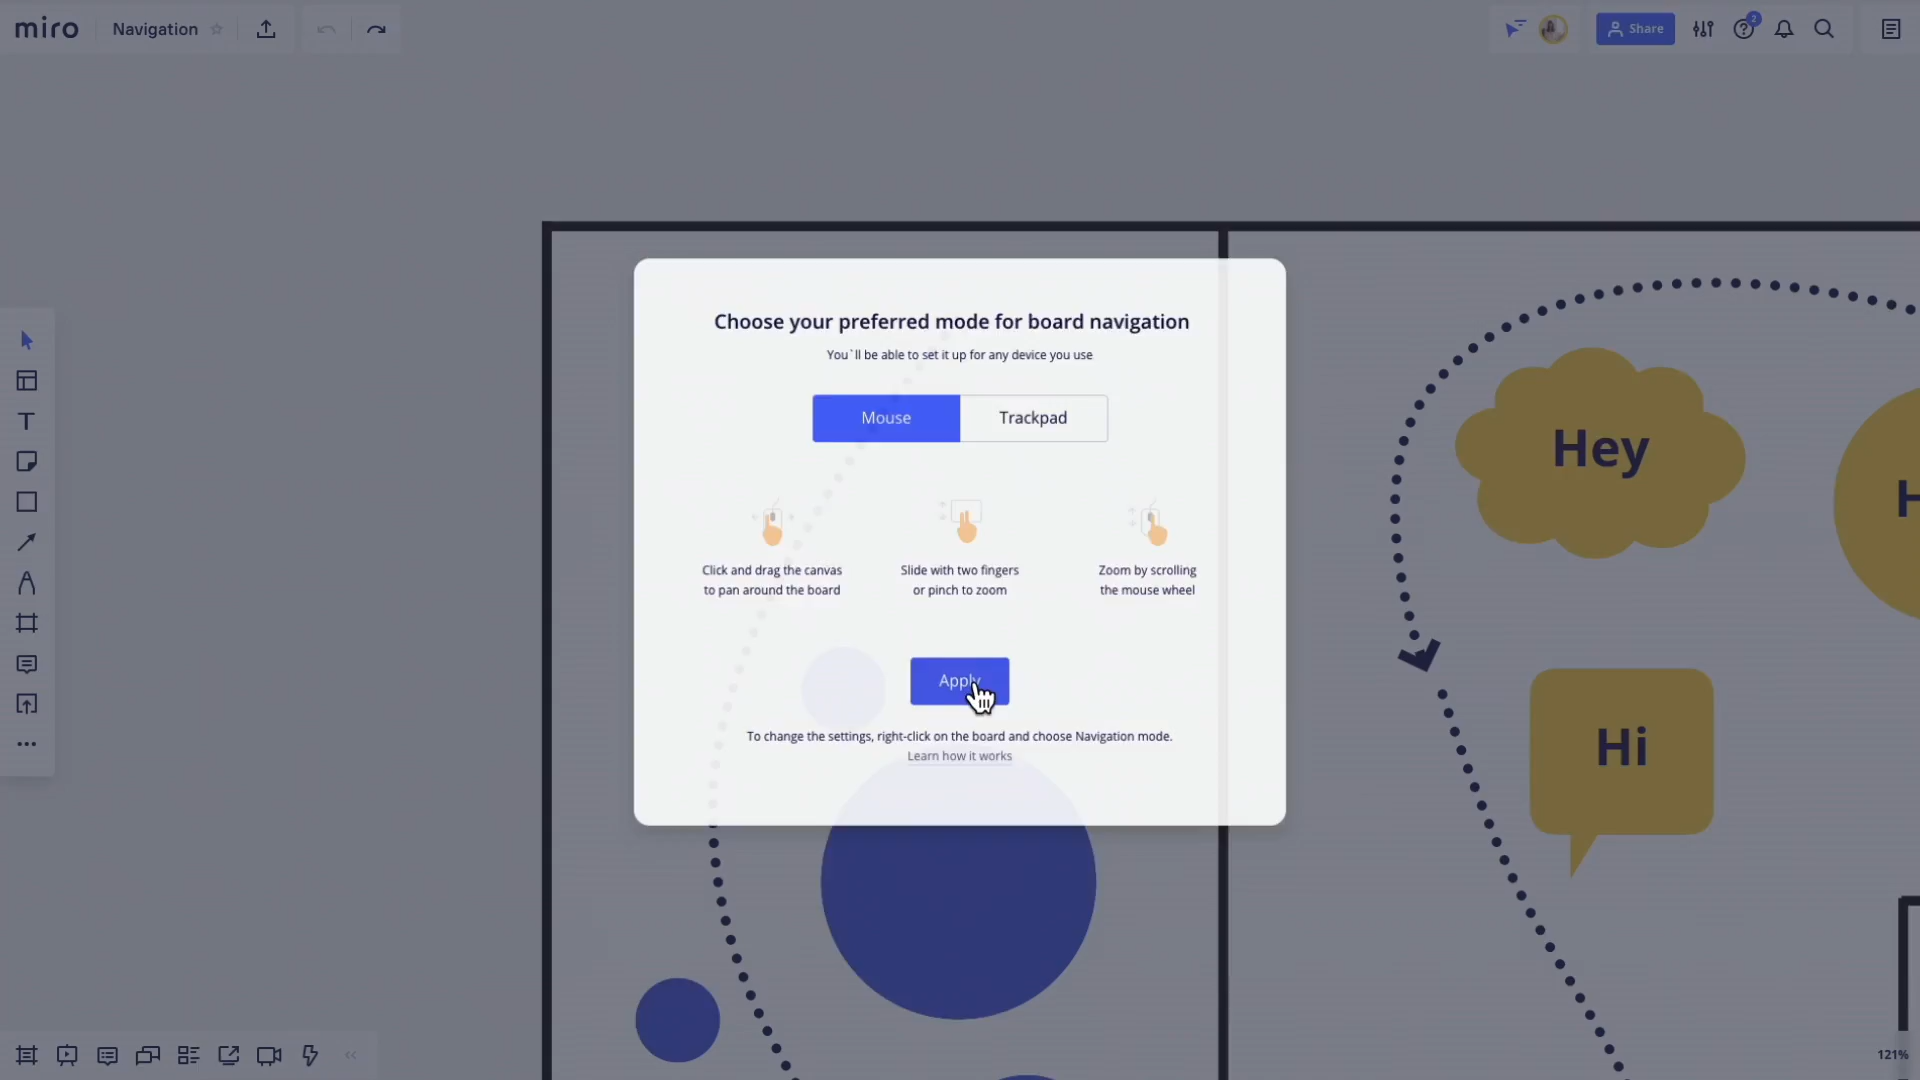 miro
Navigation
Share
2
Choose your preferred mode for board navigation
You`ll be able to set it up for any device you use
Mouse
Trackpad
Click and drag the canvas
to pan around the board
Slide with two fingers
or pinch to zoom
Zoom by scrolling
the mouse wheel
Apply
To change the settings, right-click on the board and choose Navigation mode.
Learn how it works
Hey
H
Hi
121%